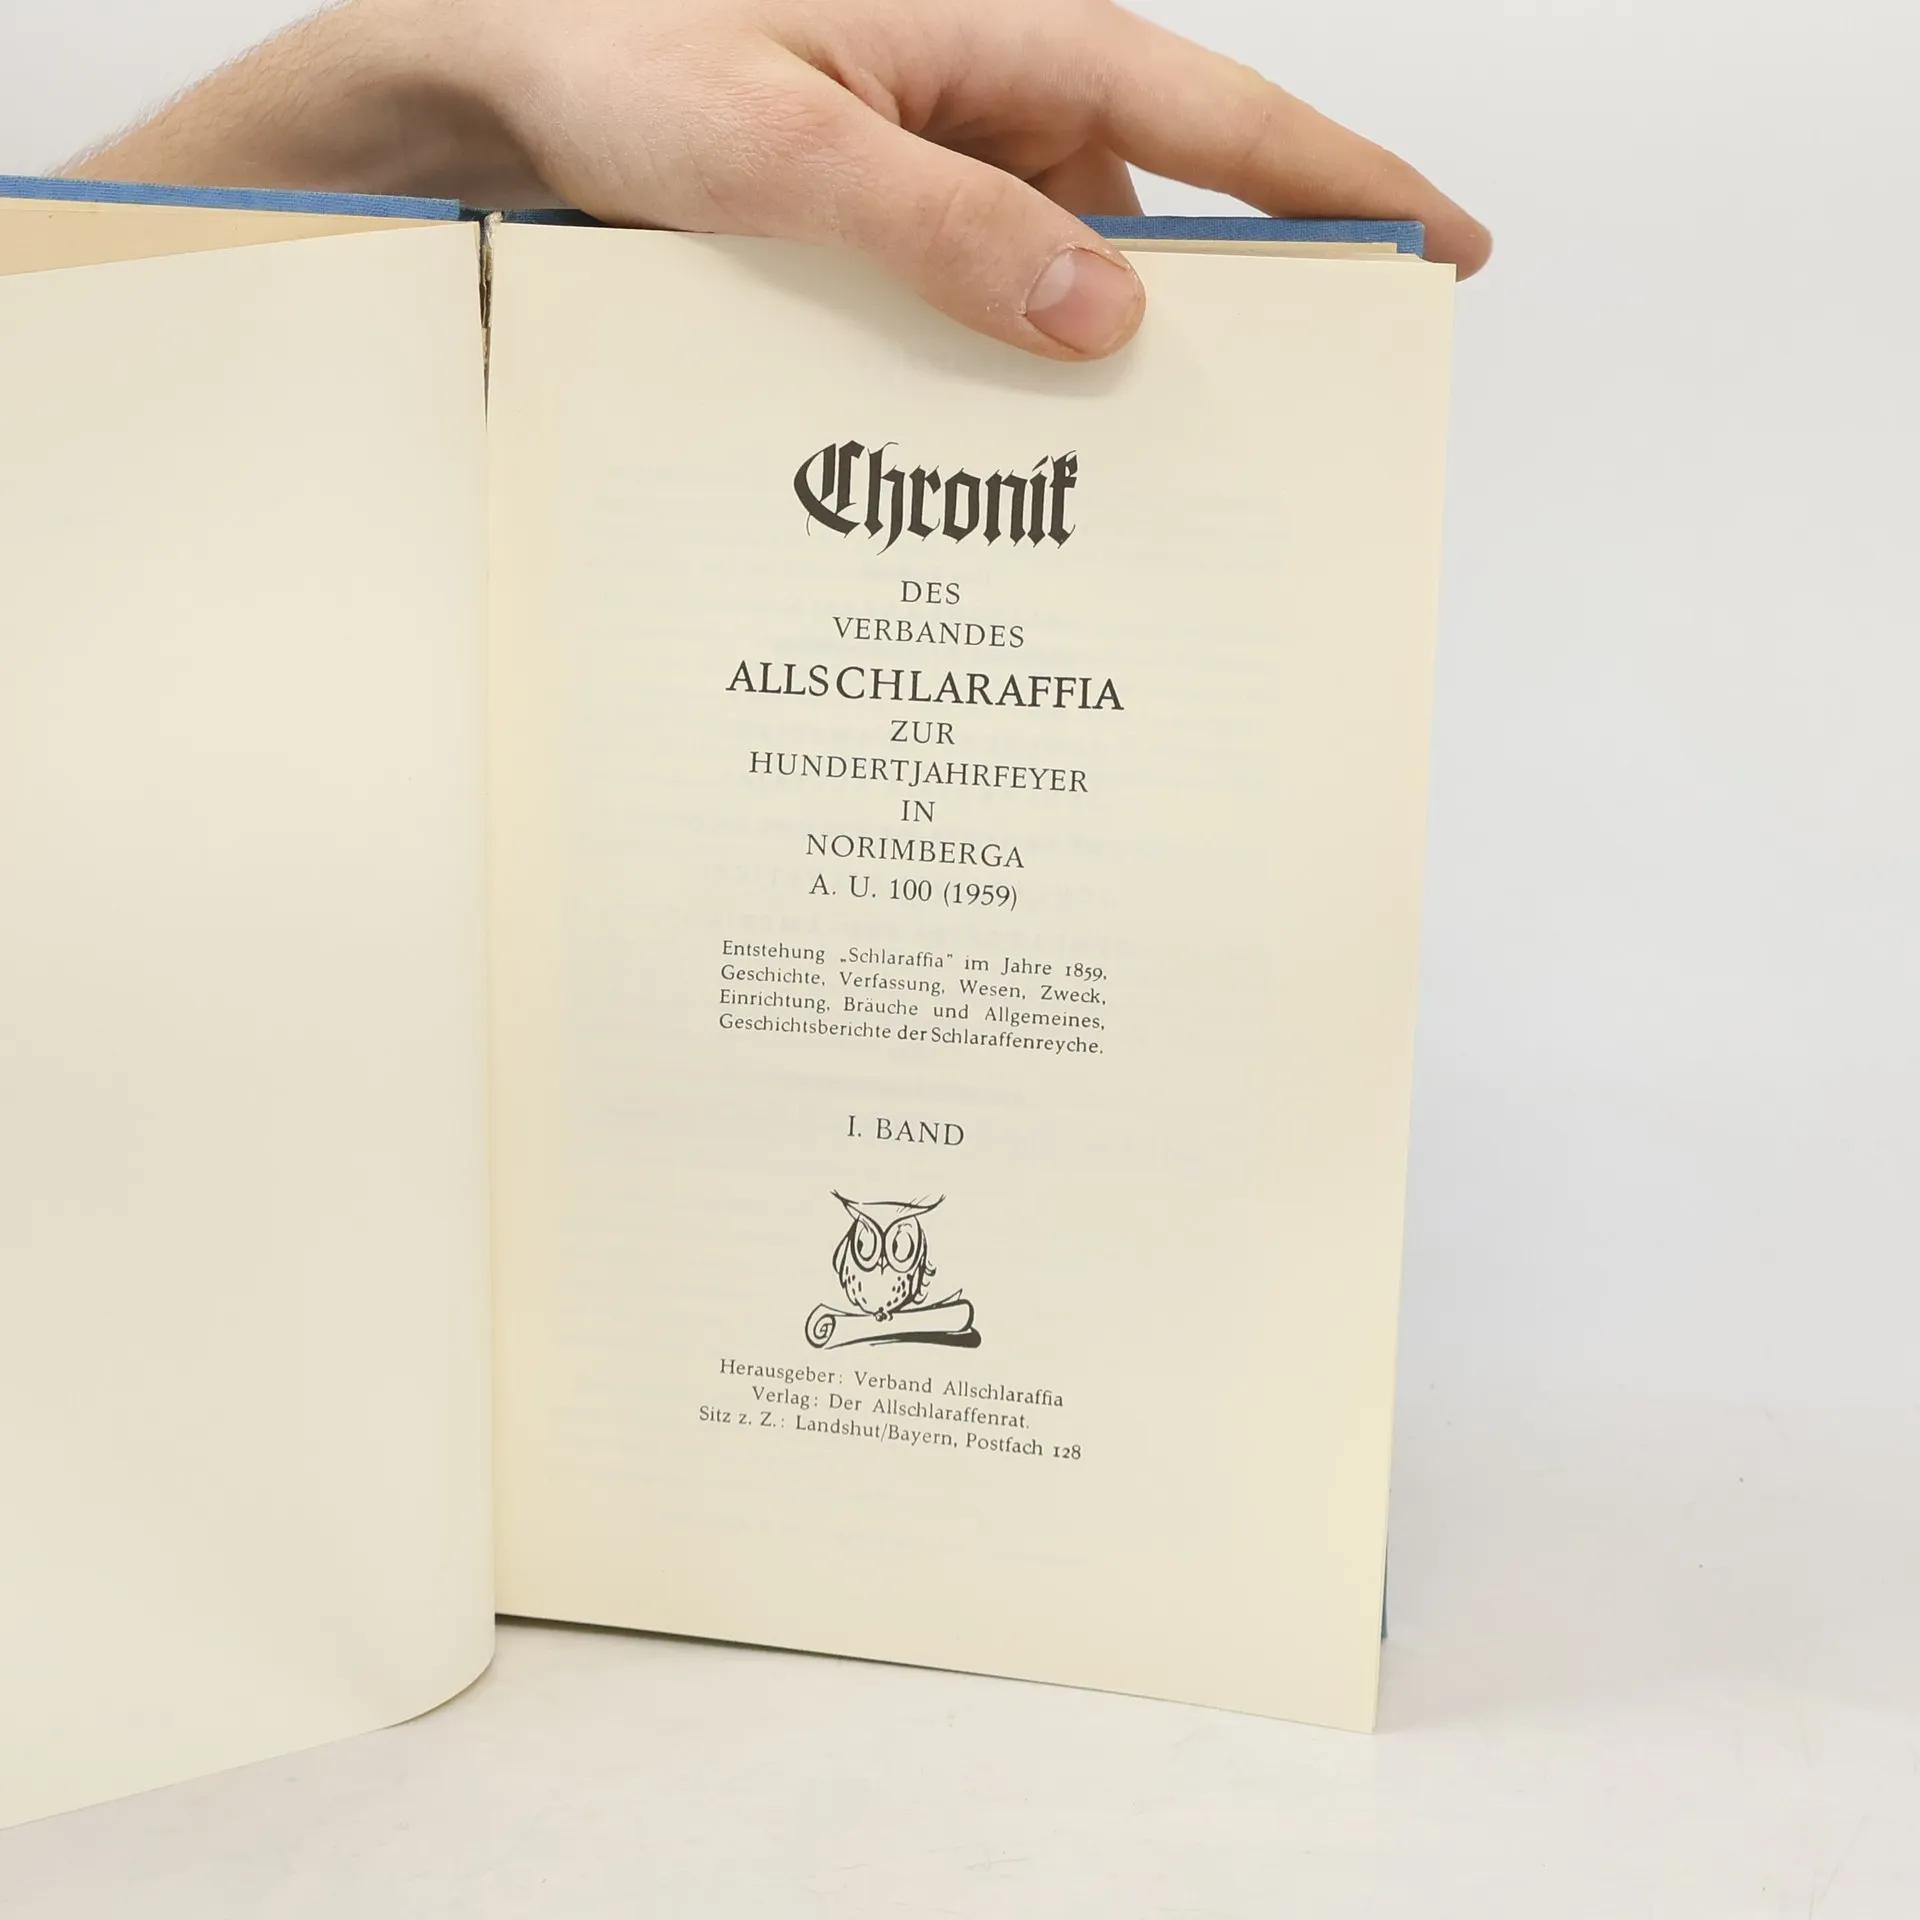 Chronik
DES
VERBANDES
ALLSCHLARAFFIA
ZUR
HUNDERTJAHRFEYER
IN
NORIMBERGA
A. U. 100 (1959)
Entstehung „Schlaraffia" im Jahre 1859,
Geschichte, Verfassung, Wesen, Zweck,
Einrichtung, Bräuche und Allgemeines,
Geschichtsberichte der Schlaraffenreyche.
I. BAND
Herausgeber: Verband Allschlaraffia
Verlag: Der Allschlaraffenrat.
Sitz z. Z.: Landshut/Bayern, Postfach 128